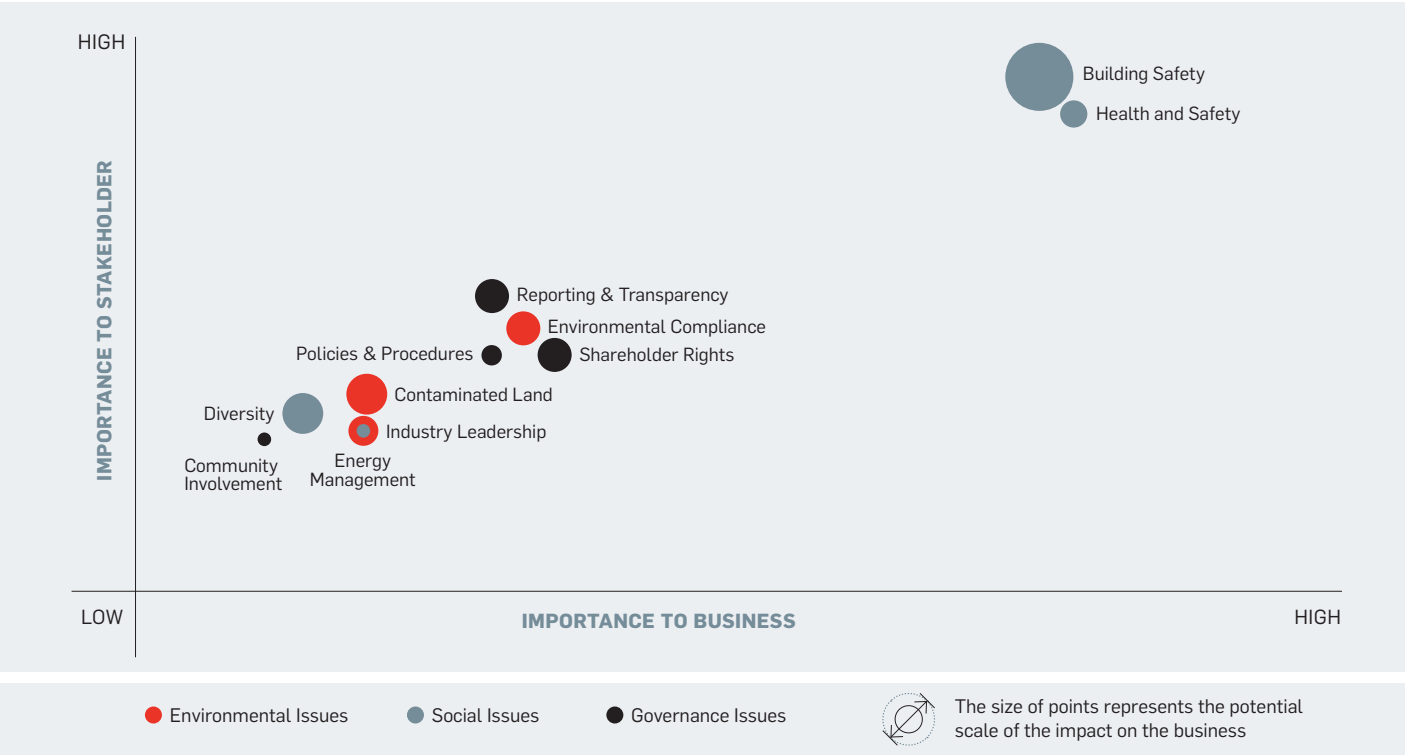 HIGH
IMPORTANCE TO STAKEHOLDER
Building Safety
Health and Safety
Reporting & Transparency
Environmental Compliance
Policies & Procedures
Shareholder Rights
Contaminated Land
Diversity
Industry Leadership
Community
Involvement
Energy
Management
LOW
IMPORTANCE TO BUSINESS
HIGH
Environmental Issues
Social Issues
Governance Issues
The size of points represents the potential
scale of the impact on the business